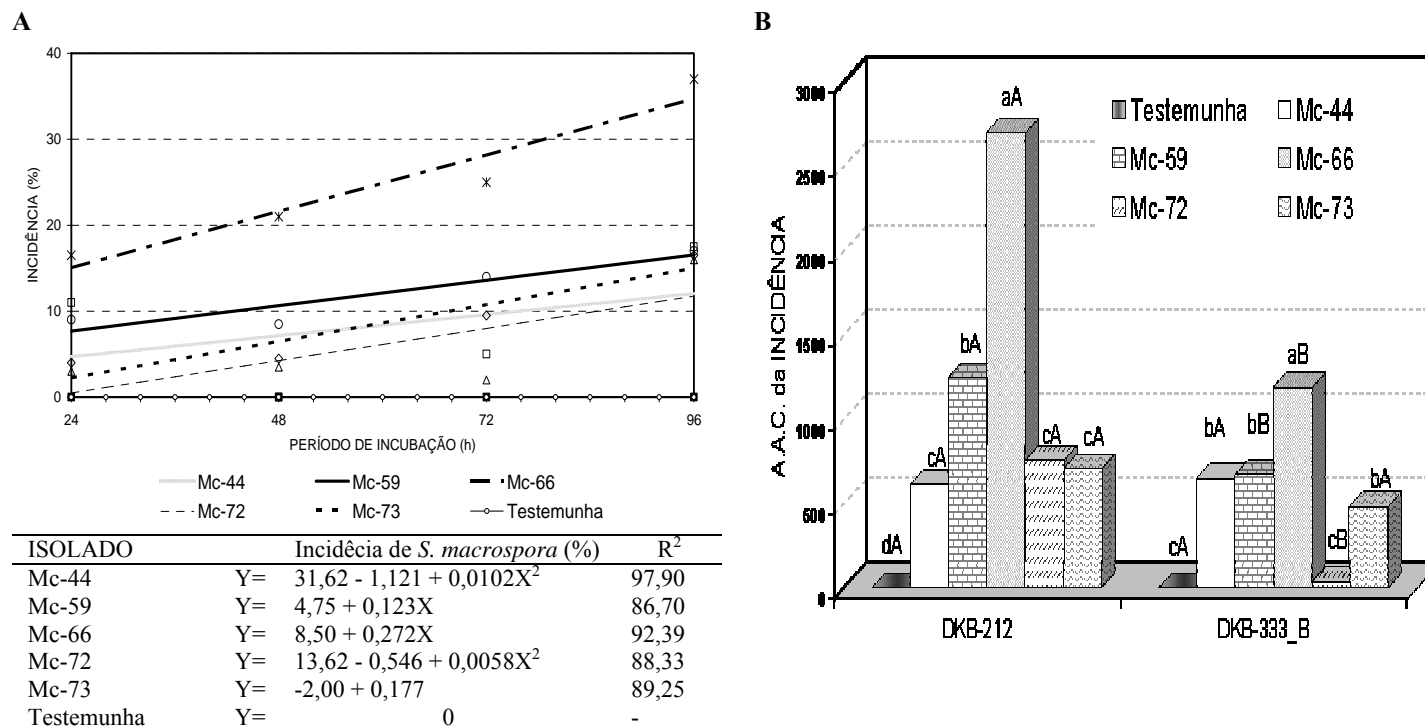 A
40
30
20
10
0
INCIDÊNCIA (%)
24
48
72
96
PERÍODO DE INCUBAÇÃO (h)
Mc-44
Mc-59
Mc-66
Mc-72
Mc-73
Testemunha
ISOLADO Incidêcia de S. macrospora (%) R²
Mc-44 Y= 31,62 - 1,121 + 0,0102X² 97,90
Mc-59 Y= 4,75 + 0,123X 86,70
Mc-66 Y= 8,50 + 0,272X 92,39
Mc-72 Y= 13,62 - 0,546 + 0,0058X² 88,33
Mc-73 Y= -2,00 + 0,177 89,25
Testemunha Y= 0 -
B
3000
2500
2000
1500
1000
500
0
A.A.C. da INCIDÊNCIA
Testemunha
Mc-44
Mc-59
Mc-66
Mc-72
Mc-73
dA
cA
bA
aA
cA
cA
cA
bA
bB
aB
cB
bA
DKB-212
DKB-333_B